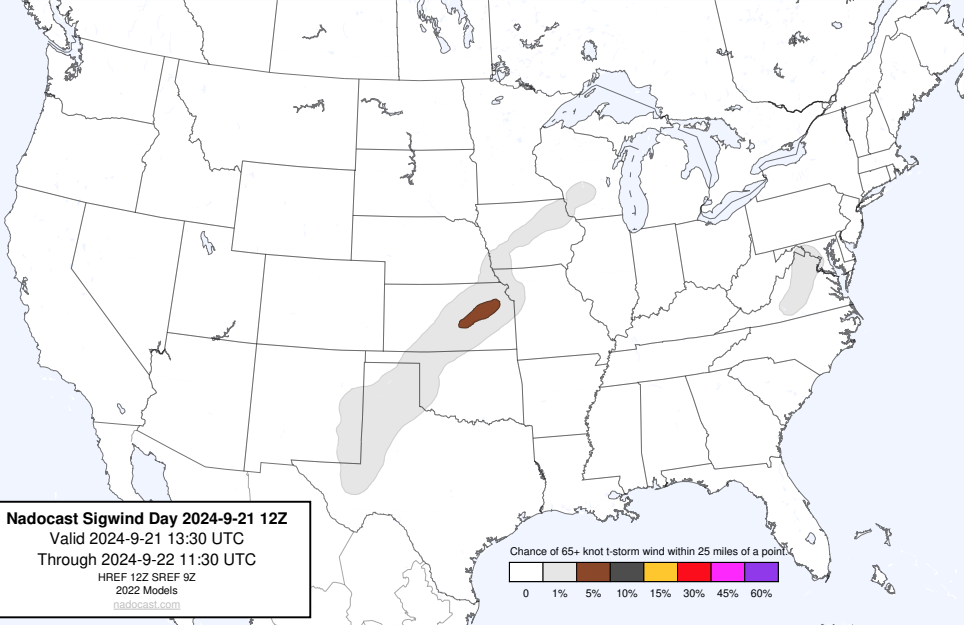 Nadocast Sigwind Day 2024-9-21 12Z
Valid 2024-9-21 13:30 UTC
Through 2024-9-22 11:30 UTC
HREF 12Z SREF 9Z
2022 Models
nadocast.com
Chance of 65+ knot t-storm wind within 25 miles of a point.
0 1% 5% 10% 15% 30% 45% 60%